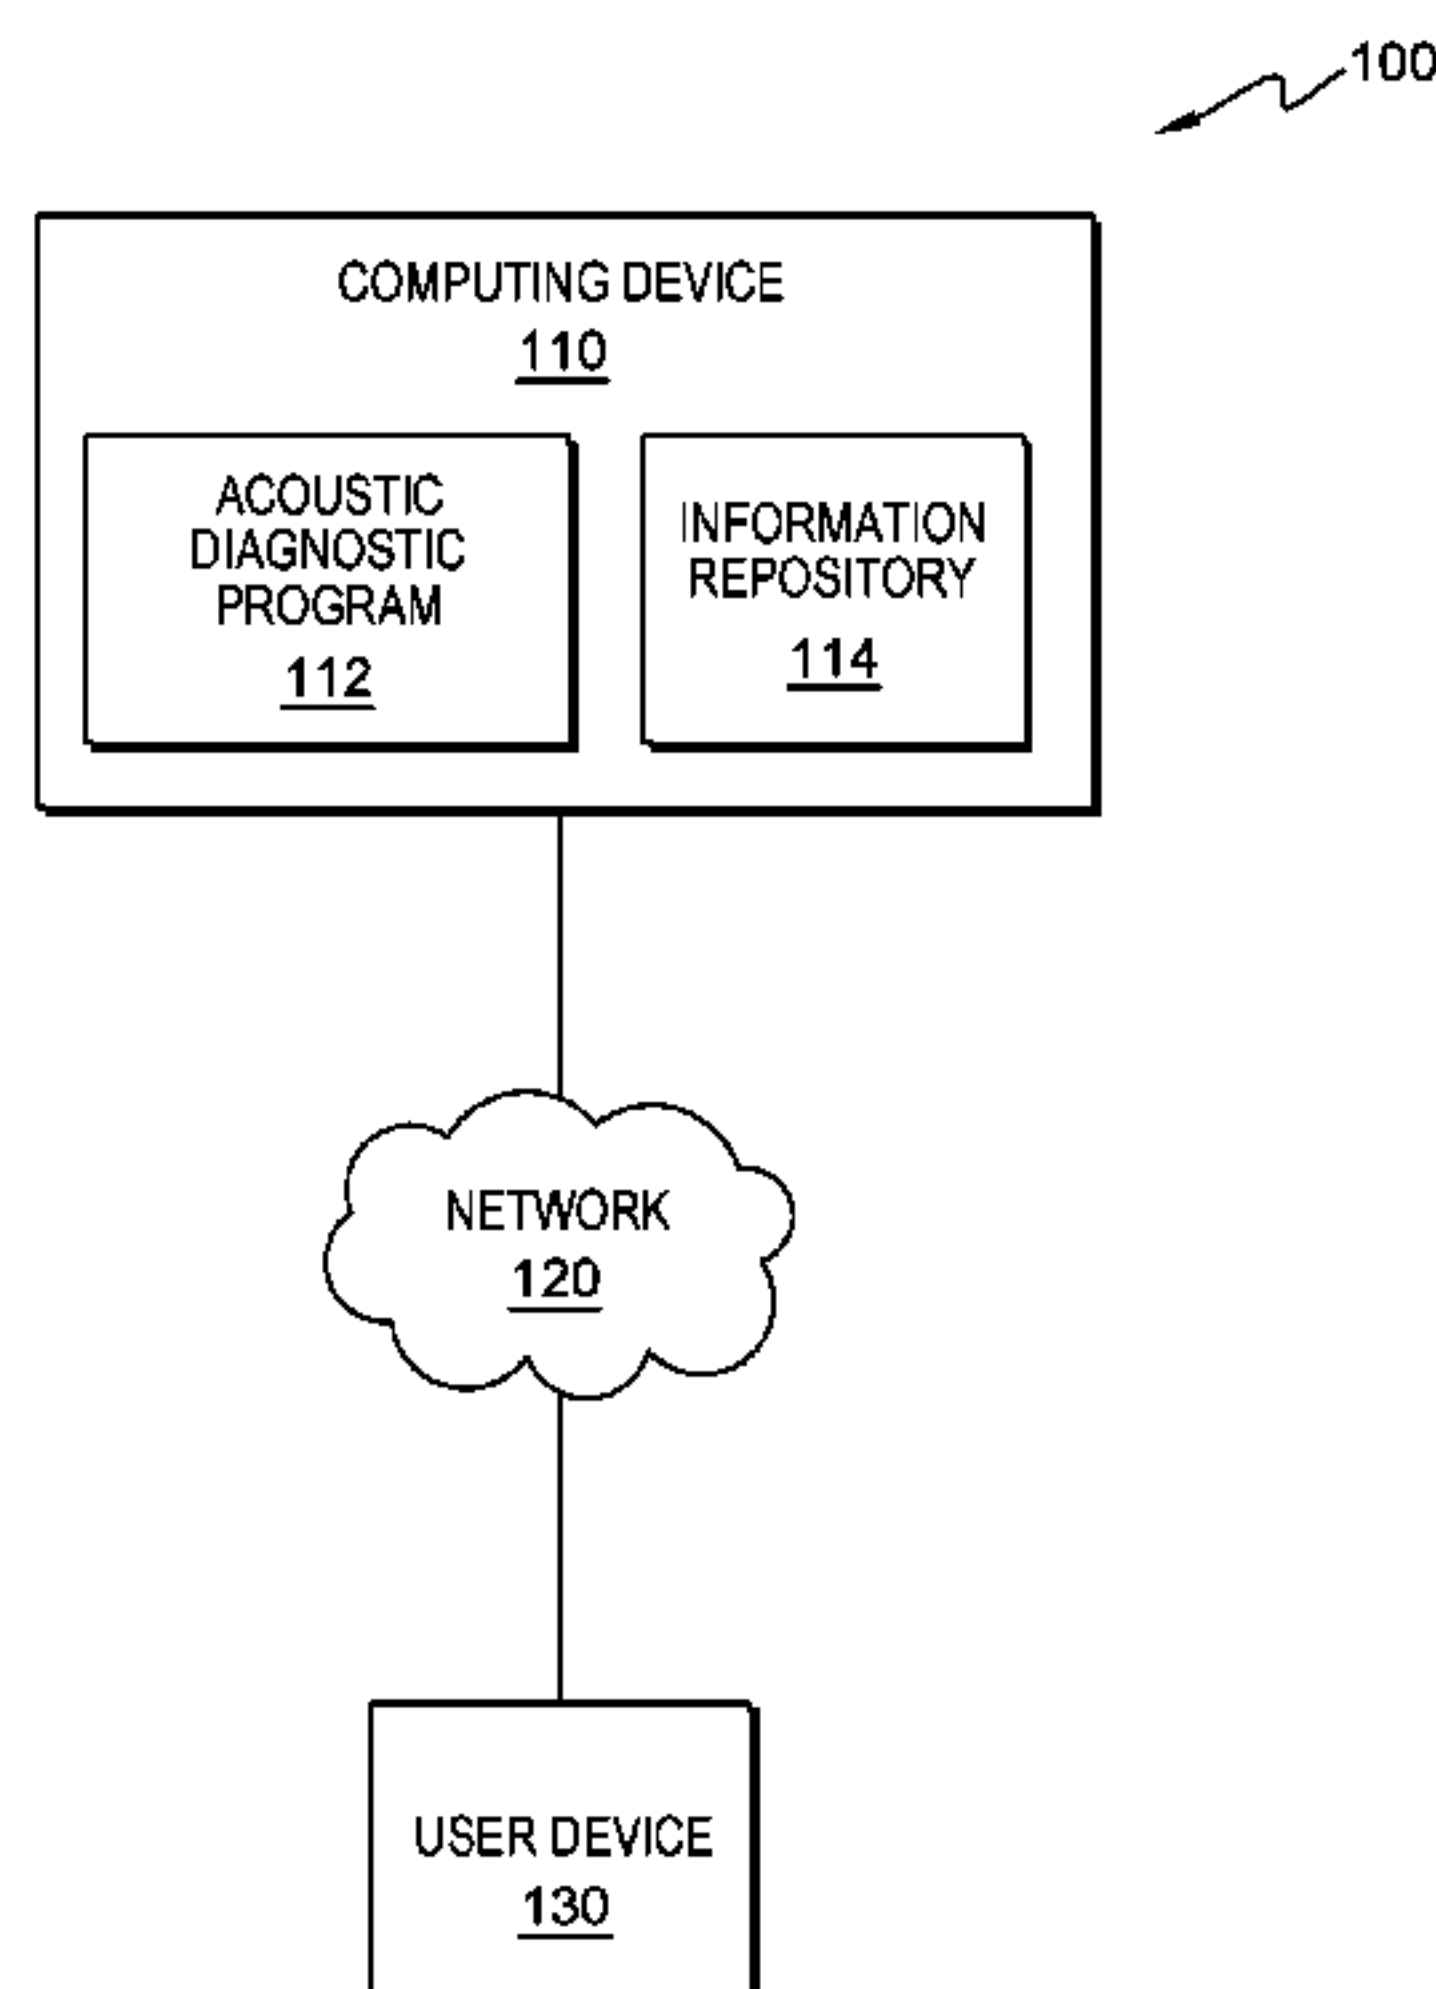 100
COMPUTING DEVICE
110
ACOUSTIC
DIAGNOSTIC
PROGRAM
112
INFORMATION
REPOSITORY
114
NETWORK
120
USER DEVICE
130